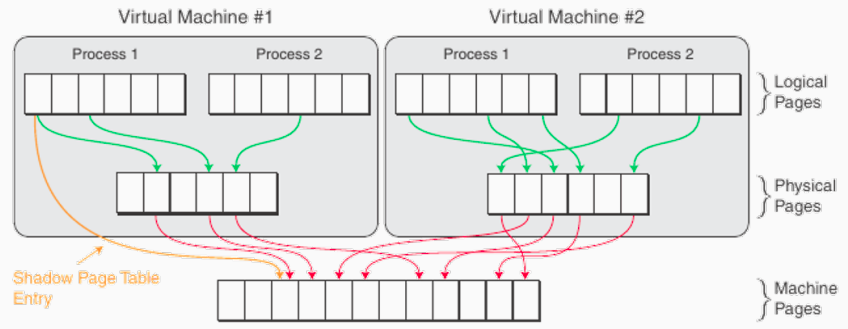 Virtual Machine #1
Virtual Machine #2
Process 1
Process 2
Process 1
Process 2
Logical
Pages
Physical
Pages
Shadow Page Table
Entry
Machine
Pages